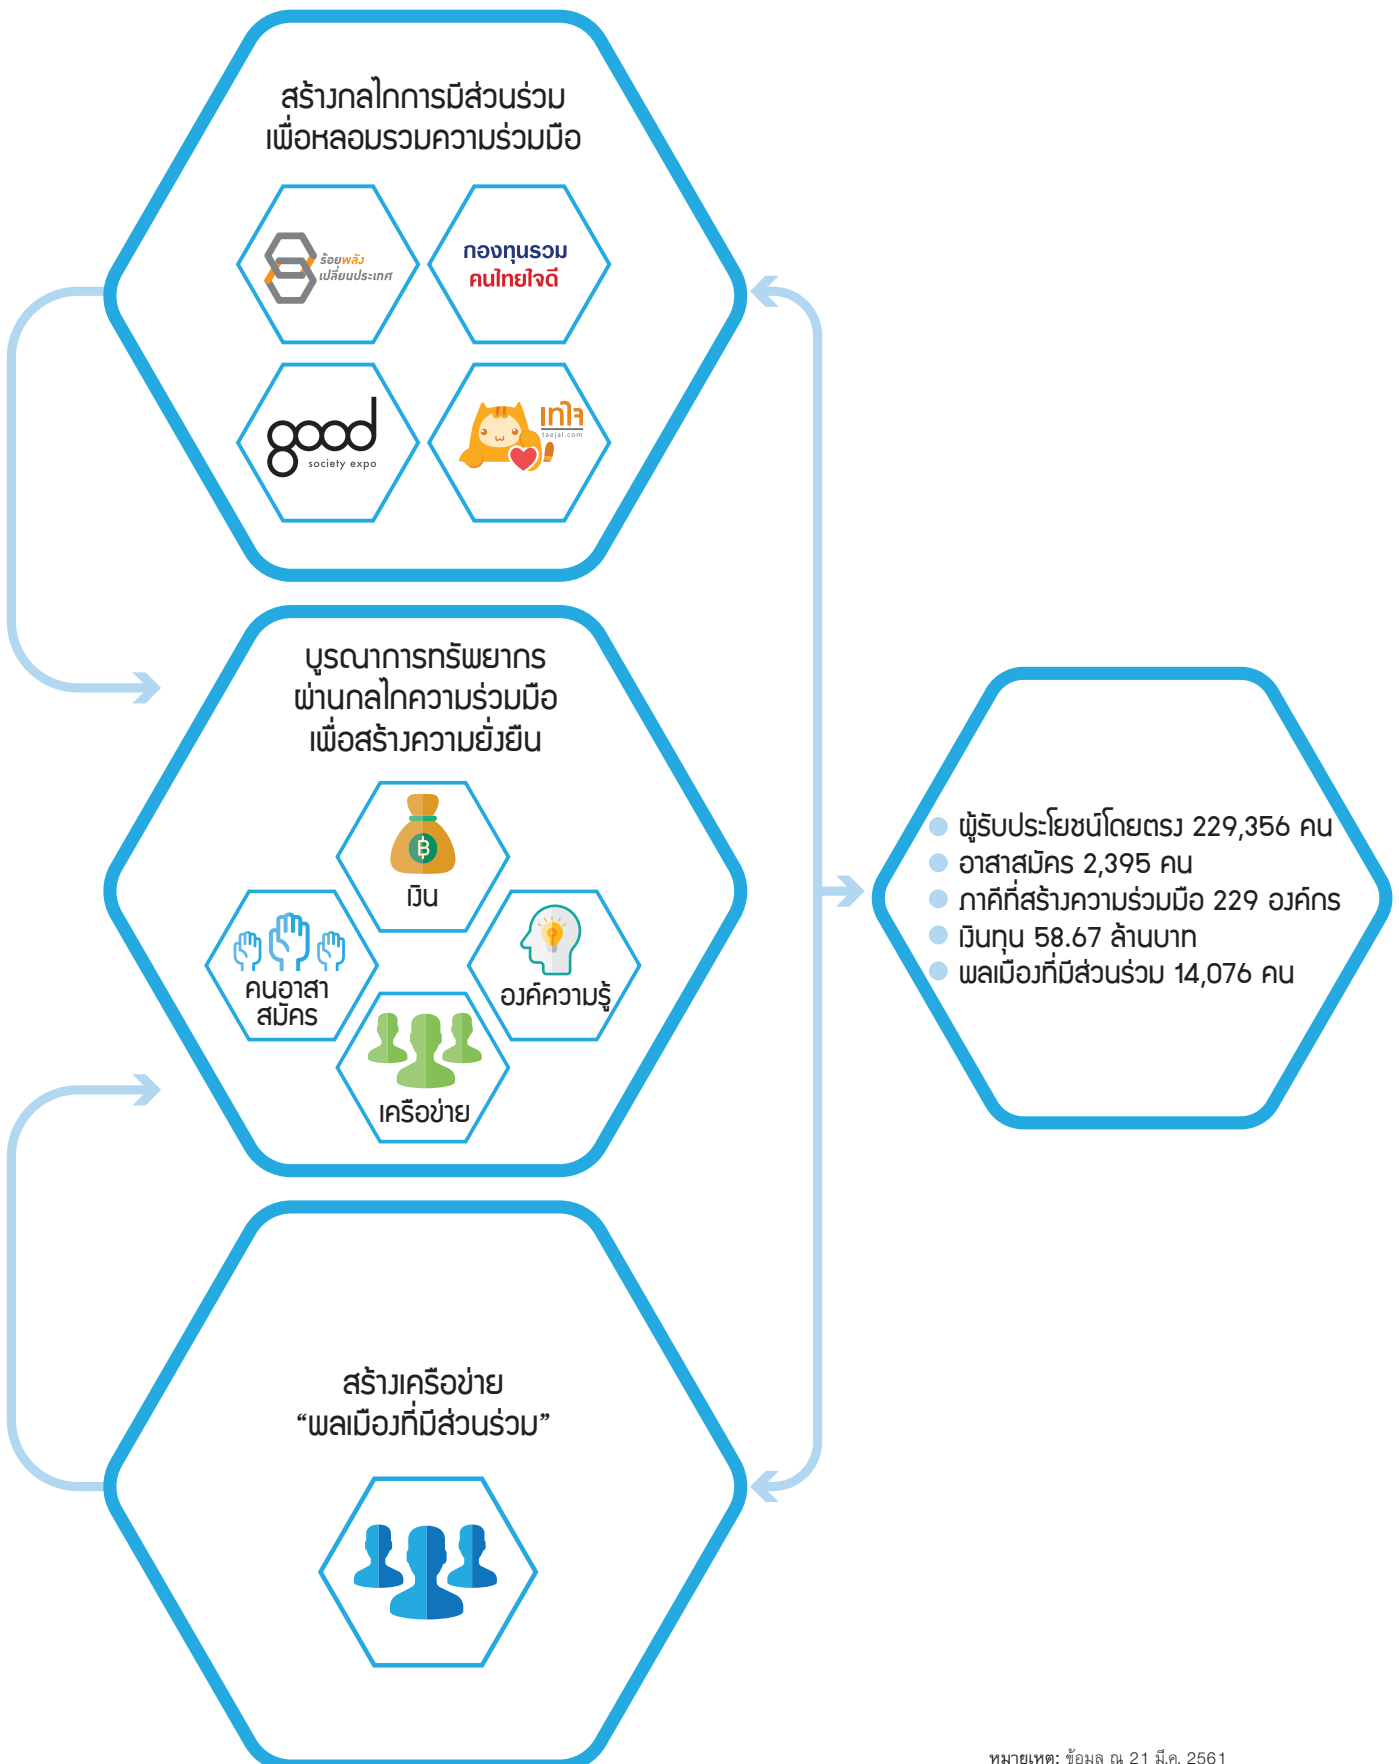 สร้างกลไกการมีส่วนร่วม
เพื่อหลอมรวมความร่วมมือ
ร้อยพลัง
เปลี่ยนประเทศ
กองทุนรวม
คนไทยใจดี
good
society expo
เทใจ
taejai.com
บูรณาการทรัพยากร
ผ่านกลไกความร่วมมือ
เพื่อสร้างความยั่งยืน
เงิน
คนอาสา
สมัคร
องค์ความรู้
เครือข่าย
ผู้รับประโยชน์โดยตรง 229,356 คน
อาสาสมัคร 2,395 คน
ภาคีที่สร้างความร่วมมือ 229 องค์กร
เงินทุน 58.67 ล้านบาท
พลเมืองที่มีส่วนร่วม 14,076 คน
สร้างเครือข่าย
“พลเมืองที่มีส่วนร่วม”
หมายเหตุ: ข้อมูล ณ 21 มี.ค. 2561